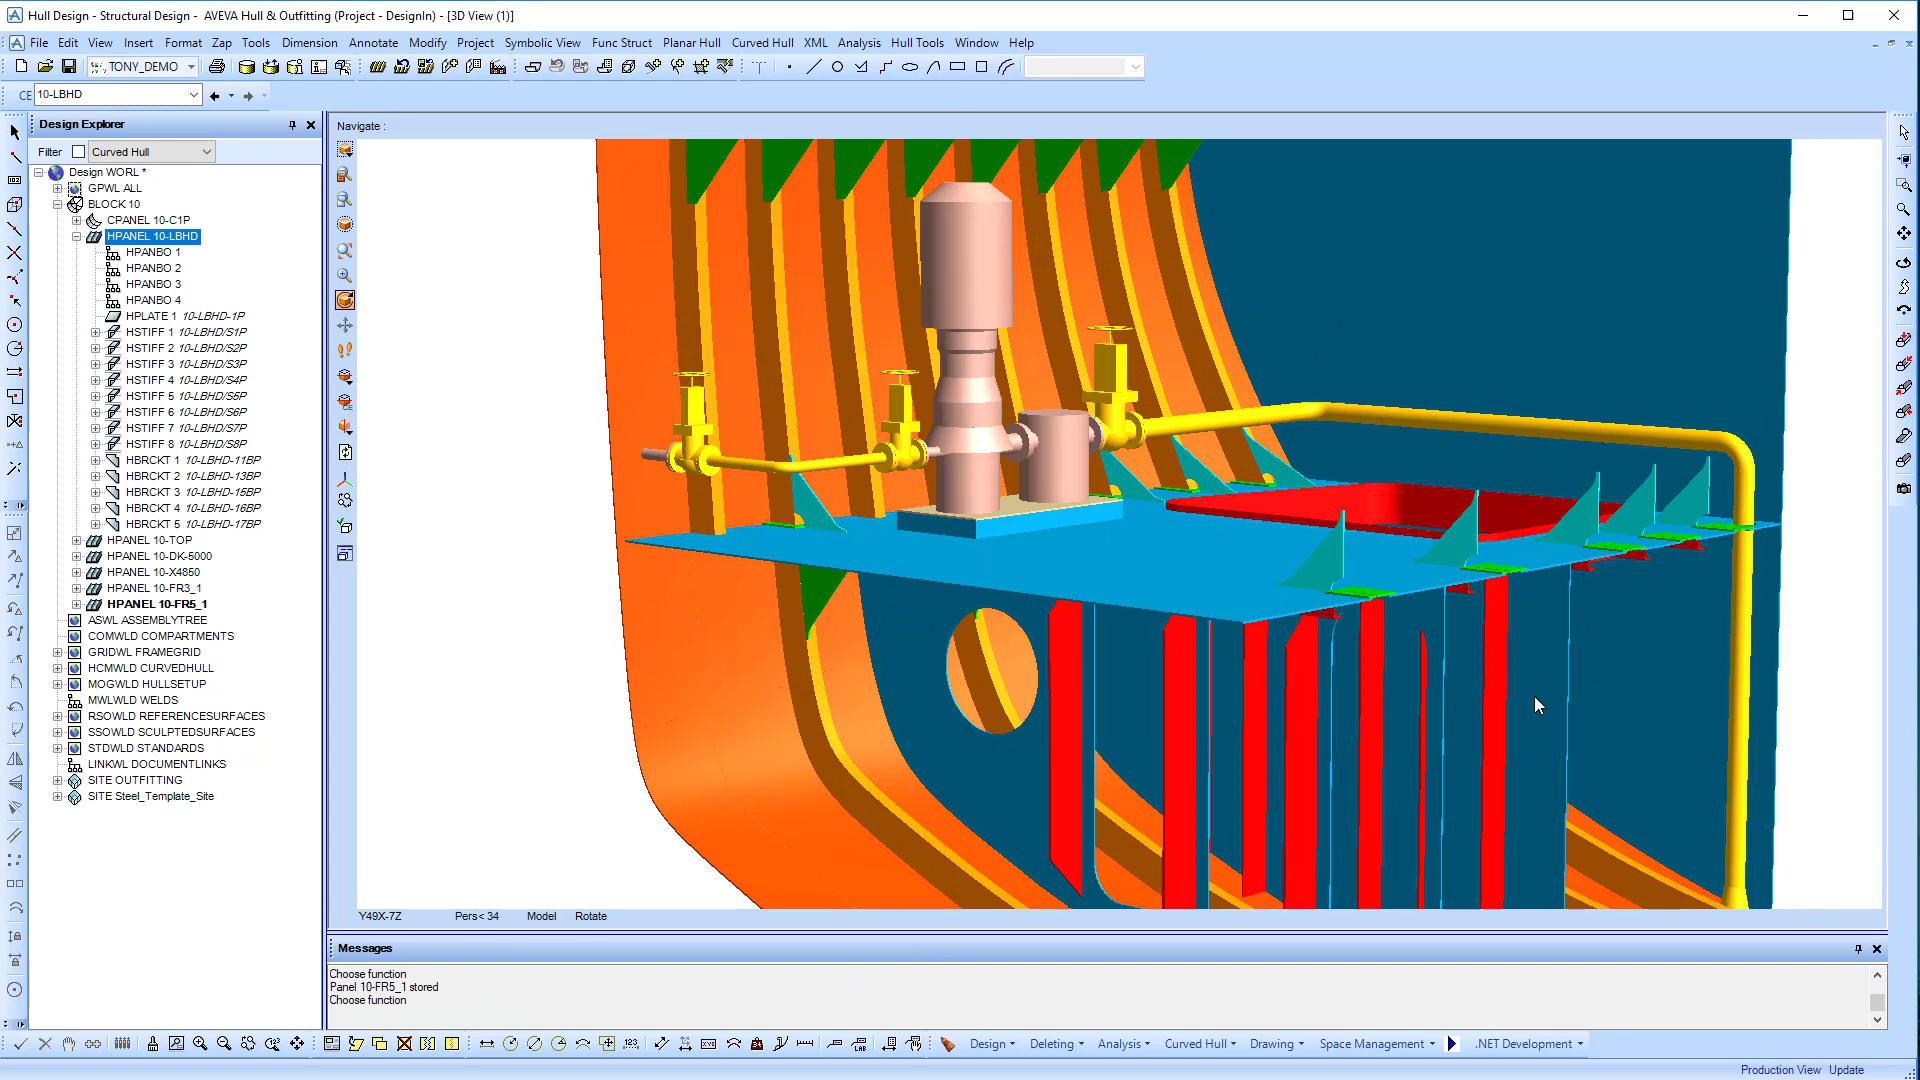 Hull Design - Structural Design - AVEVA Hull & Outfitting (Project - DesignIn) - [3D View (1)]
File Edit View Insert Format Zap Tools Dimension Annotate Modify Project Symbolic View Func Struct Planar Hull Curved Hull XML Analysis Hull Tools Window Help
TONY_DEMO
CE 10-LBHD
Design Explorer
Navigate :
Filter Curved Hull
Design WORL *
GPWL ALL
BLOCK 10
CPANEL 10-C1P
HPANEL 10-LBHD
HPANBO 1
HPANBO 2
HPANBO 3
HPANBO 4
HPLATE 1 10-LBHD-1P
HSTIFF 1 10-LBHD/S1P
HSTIFF 2 10-LBHD/S2P
HSTIFF 3 10-LBHD/S3P
HSTIFF 4 10-LBHD/S4P
HSTIFF 5 10-LBHD/S5P
HSTIFF 6 10-LBHD/S6P
HSTIFF 7 10-LBHD/S7P
HSTIFF 8 10-LBHD/S8P
HBRCKT 1 10-LBHD-11BP
HBRCKT 2 10-LBHD-13BP
HBRCKT 3 10-LBHD-15BP
HBRCKT 4 10-LBHD-16BP
HBRCKT 5 10-LBHD-17BP
HPANEL 10-TOP
HPANEL 10-DK-5000
HPANEL 10-X4850
HPANEL 10-FR3_1
HPANEL 10-FR5_1
ASWL ASSEMBLYTREE
COMWLD COMPARTMENTS
GRIDWL FRAMEGRID
HCMWLD CURVEDHULL
MOGWLD HULLSETUP
MWLWLD WELDS
RSOWLD REFERENCESURFACES
SSOWLD SCULPTEDSURFACES
STDWLD STANDARDS
LINKWL DOCUMENTLINKS
SITE OUTFITTING
SITE Steel_Template_Site
Y49X-7Z Pers< 34 Model Rotate
Messages
Choose function
Panel 10-FR5_1 stored
Choose function
Design Deleting Analysis Curved Hull Drawing Space Management .NET Development
Production View Update